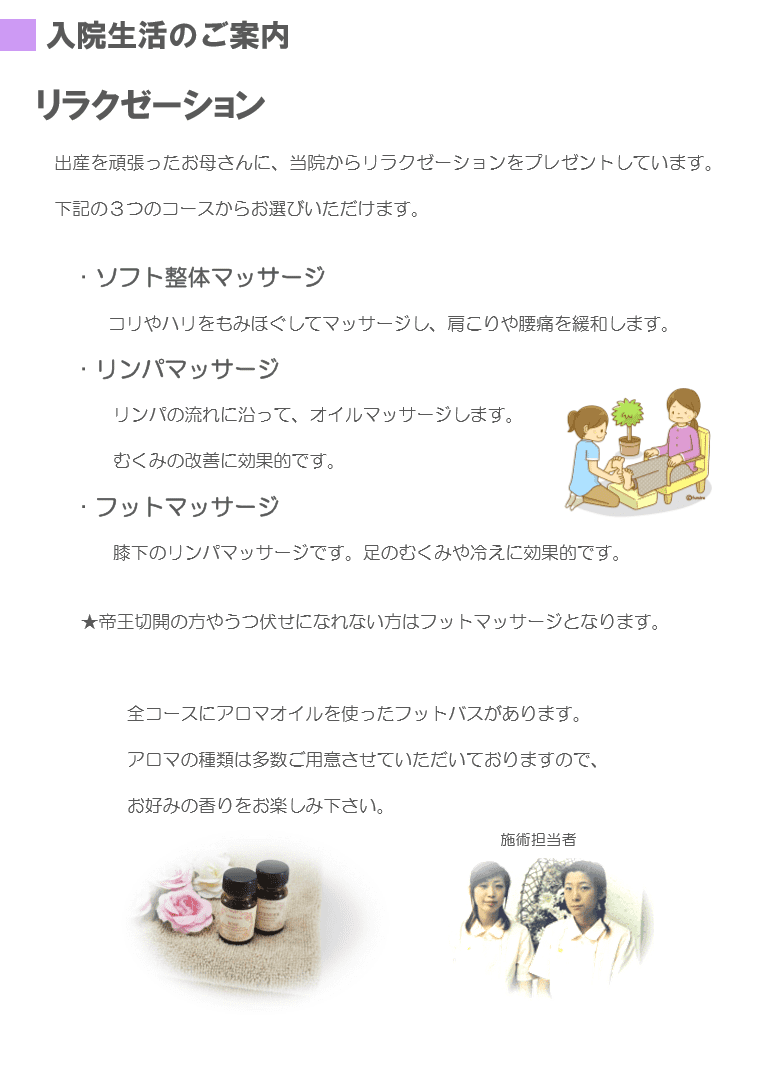 入院生活のご案内
リラクゼーション
出産を頑張ったお母さんに、当院からリラクゼーションをプレゼントしています。
下記の３つのコースからお選びいただけます。
・ソフト整体マッサージ
コリやハリをもみほぐしてマッサージし、肩こりや腰痛を緩和します。
・リンパマッサージ
リンパの流れに沿って、オイルマッサージします。
むくみの改善に効果的です。
・フットマッサージ
膝下のリンパマッサージです。足のむくみや冷えに効果的です。
★帝王切開の方やうつ伏せになれない方はフットマッサージとなります。
全コースにアロマオイルを使ったフットバスがあります。
アロマの種類は多数ご用意させていただいておりますので、
お好みの香りをお楽しみ下さい。
施術担当者